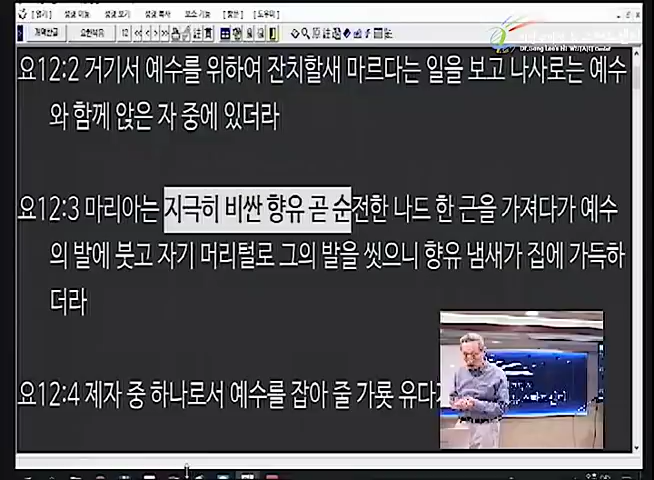 개역한글 요한복음 12
요12:2 거기서 예수를 위하여 잔치할새 마르다는 일을 보고 나사로는 예수
와 함께 앉은 자 중에 있더라
요12:3 마리아는 지극히 비싼 향유 곧 순전한 나드 한 근을 가져다가 예수
의 발에 붓고 자기 머리털로 그의 발을 씻으니 향유 냄새가 집에 가득하
더라
요12:4 제자 중 하나로서 예수를 잡아 줄 가룟 유다